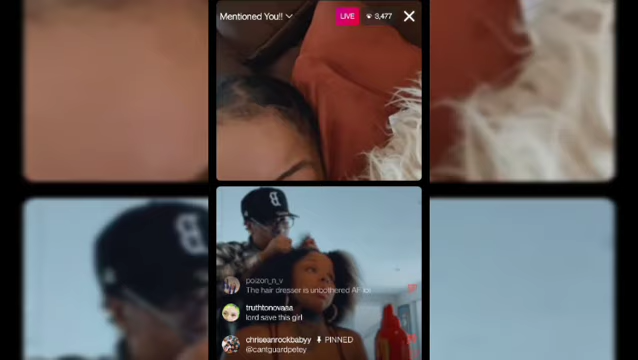 Mentioned You!!
LIVE
3,477
poizon_n_v
The hair dresser is unbothered AF lol
truthtonovaaa
lord save this girl
chriseanrockbabyy PINNED
@cantguardpetey
B